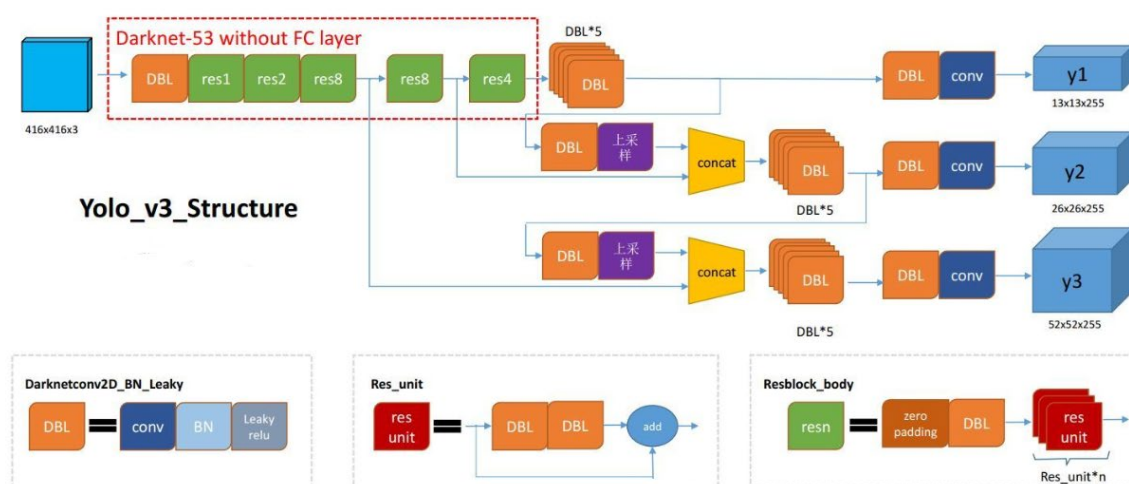 Darknet-53 without FC layer
DBL*5
DBL
res1
res2
res8
res8
res4
DBL
DBL
conv
y1
416x416x3
13x13x255
DBL
上采
样
concat
DBL
DBL
conv
y2
Yolo_v3_Structure
DBL*5
26x26x255
DBL
上采
样
concat
DBL
DBL
conv
y3
DBL*5
52x52x255
Darknetconv2D_BN_Leaky
DBL
conv
BN
Leaky
relu
Res_unit
res
unit
DBL
DBL
add
Resblock_body
resn
zero
padding
DBL
res
unit
Res_unit*n